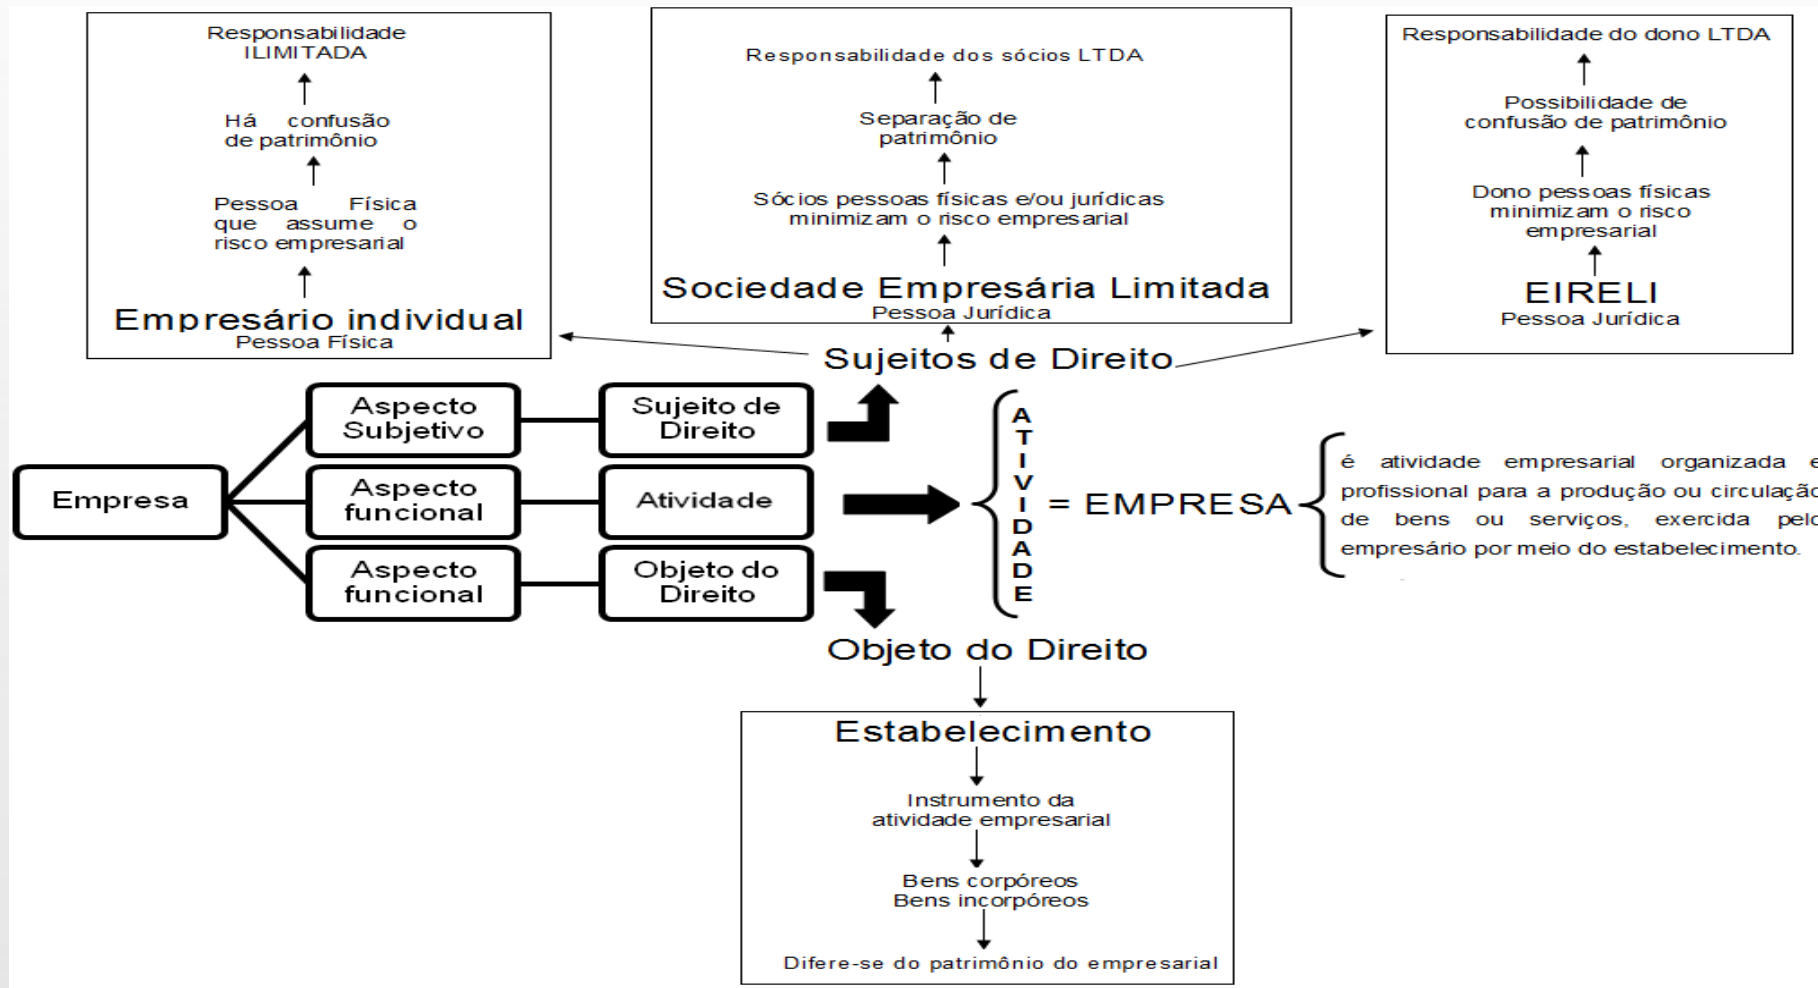 Responsabilidade
ILIMITADA
Há confusão
de patrimônio
Pessoa Física
que assume o
risco empresarial
Empresário individual
Pessoa Física
Responsabilidade dos sócios LTDA
Separação de
patrimônio
Sócios pessoas físicas e/ou jurídicas
minimizam o risco empresarial
Sociedade Empresária Limitada
Pessoa Jurídica
Responsabilidade do dono LTDA
Possibilidade de
confusão de patrimônio
Dono pessoas físicas
minimizam o risco
empresarial
EIRELI
Pessoa Jurídica
Sujeitos de Direito
Empresa
Aspecto
Subjetivo
Sujeito de
Direito
Aspecto
funcional
Atividade
Aspecto
funcional
Objeto do
Direito
ATIVIDADE
= EMPRESA
é atividade empresarial organizada e
profissional para a produção ou circulação
de bens ou serviços, exercida pelo
empresário por meio do estabelecimento.
Objeto do Direito
Estabelecimento
Instrumento da
atividade empresarial
Bens corpóreos
Bens incorpóreos
Difere-se do patrimônio do empresarial